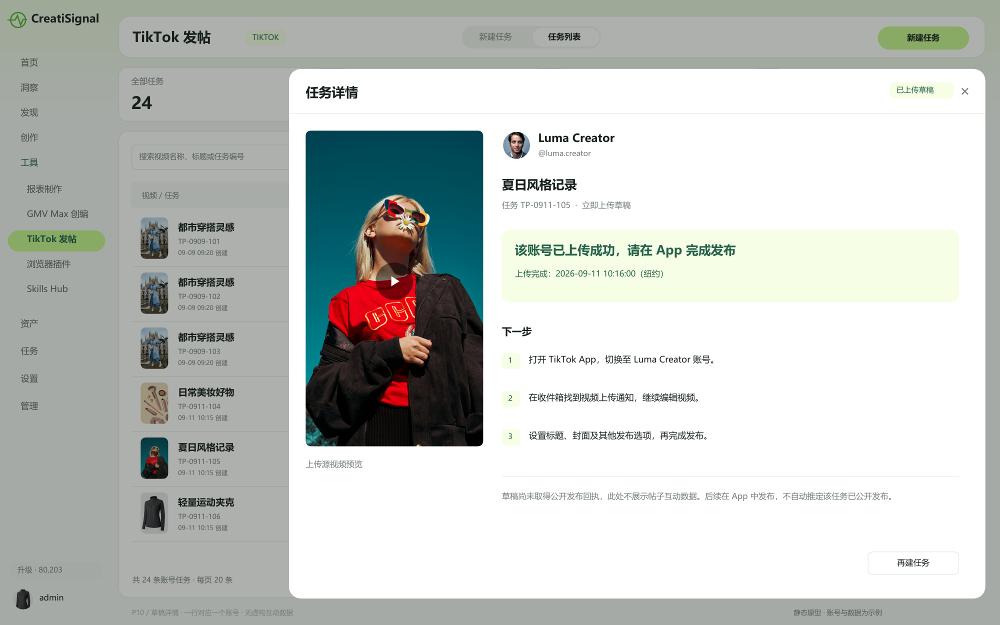 CreatiSignal
首页
洞察
发现
创作
工具
报表制作
GMV Max 创编
TikTok 发帖
浏览器插件
Skills Hub
资产
任务
设置
管理
升级 · 80,203
admin
TikTok 发帖
TIKTOK
新建任务
任务列表
新建任务
全部任务
24
搜索视频名称、标题或任务编号
视频 / 任务
都市穿搭灵感
TP-0909-101
09-09 09:20 创建
都市穿搭灵感
TP-0909-102
09-09 09:20 创建
都市穿搭灵感
TP-0909-103
09-09 09:20 创建
日常美妆好物
TP-0911-104
09-11 10:15 创建
夏日风格记录
TP-0911-105
09-11 10:15 创建
轻量运动夹克
TP-0911-106
09-11 10:15 创建
共 24 条账号任务 · 每页 20 条
任务详情
已上传草稿
上传源视频预览
Luma Creator
@luma.creator
夏日风格记录
任务 TP-0911-105 · 立即上传草稿
该账号已上传成功，请在 App 完成发布
上传完成：2026-09-11 10:16:00（纽约）
下一步
1 打开 TikTok App，切换至 Luma Creator 账号。
2 在收件箱找到视频上传通知，继续编辑视频。
3 设置标题、封面及其他发布选项，再完成发布。
草稿尚未取得公开发布回执，此处不展示帖子互动数据。后续在 App 中发布，不自动推定该任务已公开发布。
再建任务
P10 / 草稿详情 · 一行对应一个账号 · 无虚构互动数据
静态原型 · 账号与数据为示例